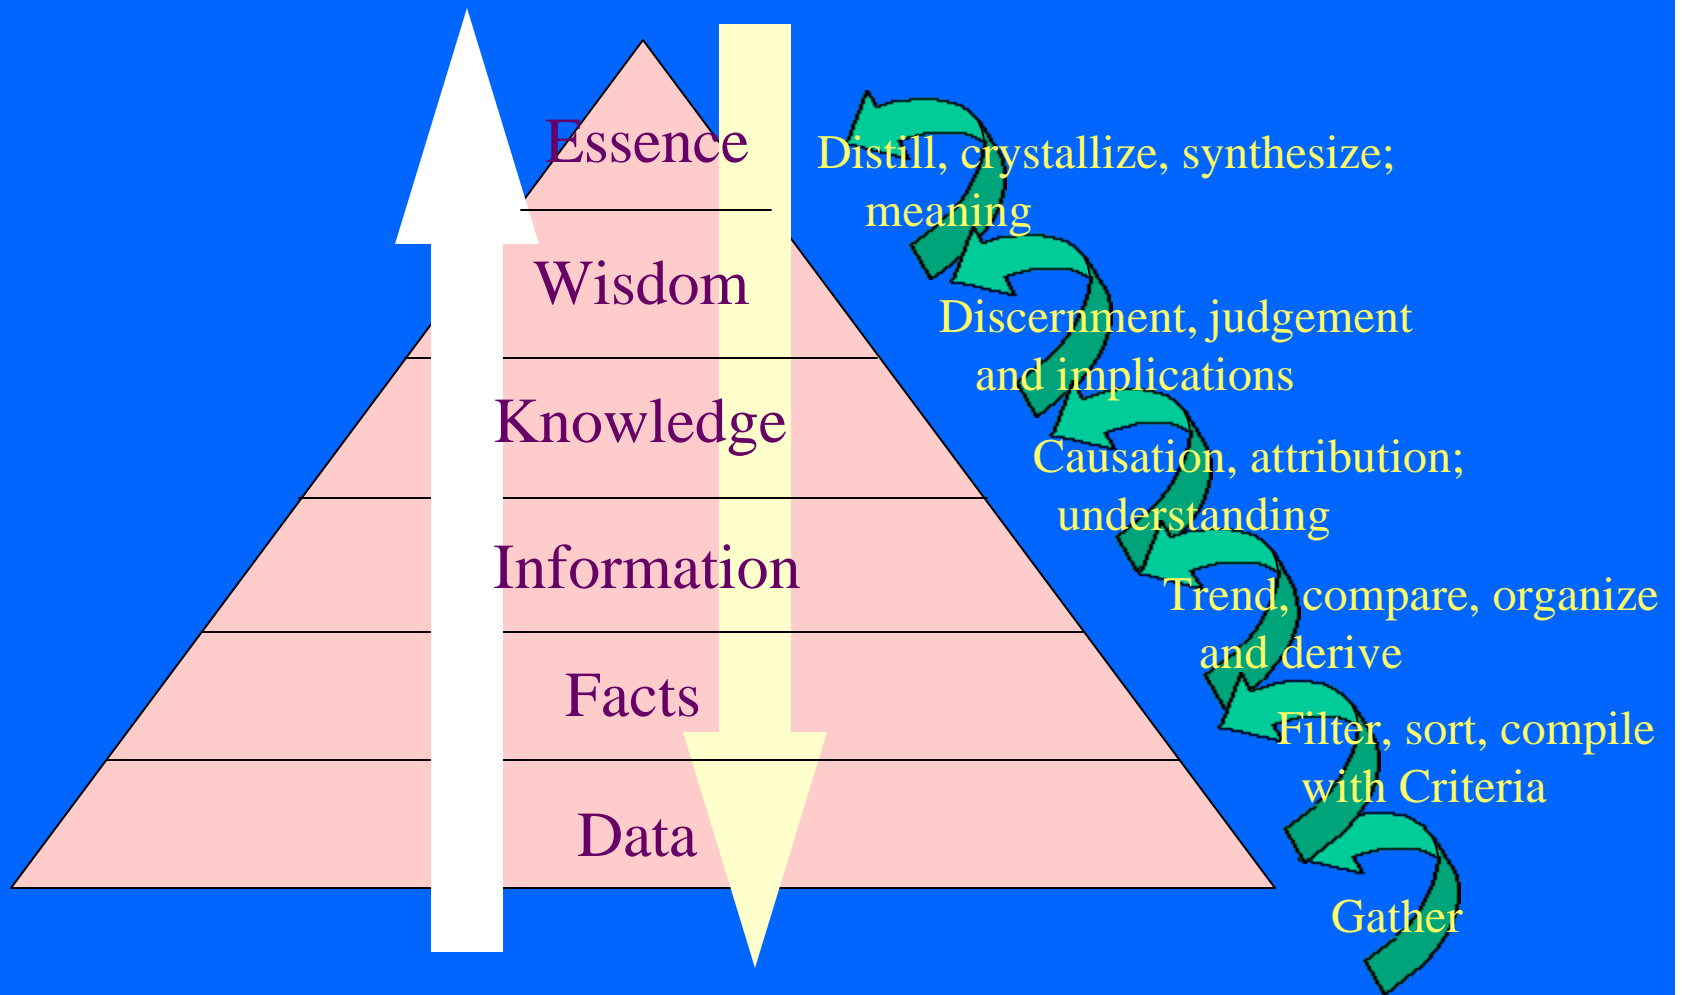 Essence
Distill, crystallize, synthesize;
meaning
Wisdom
Discernment, judgement
and implications
Knowledge
Causation, attribution;
understanding
Information
Trend, compare, organize
and derive
Facts
Filter, sort, compile
with Criteria
Data
Gather